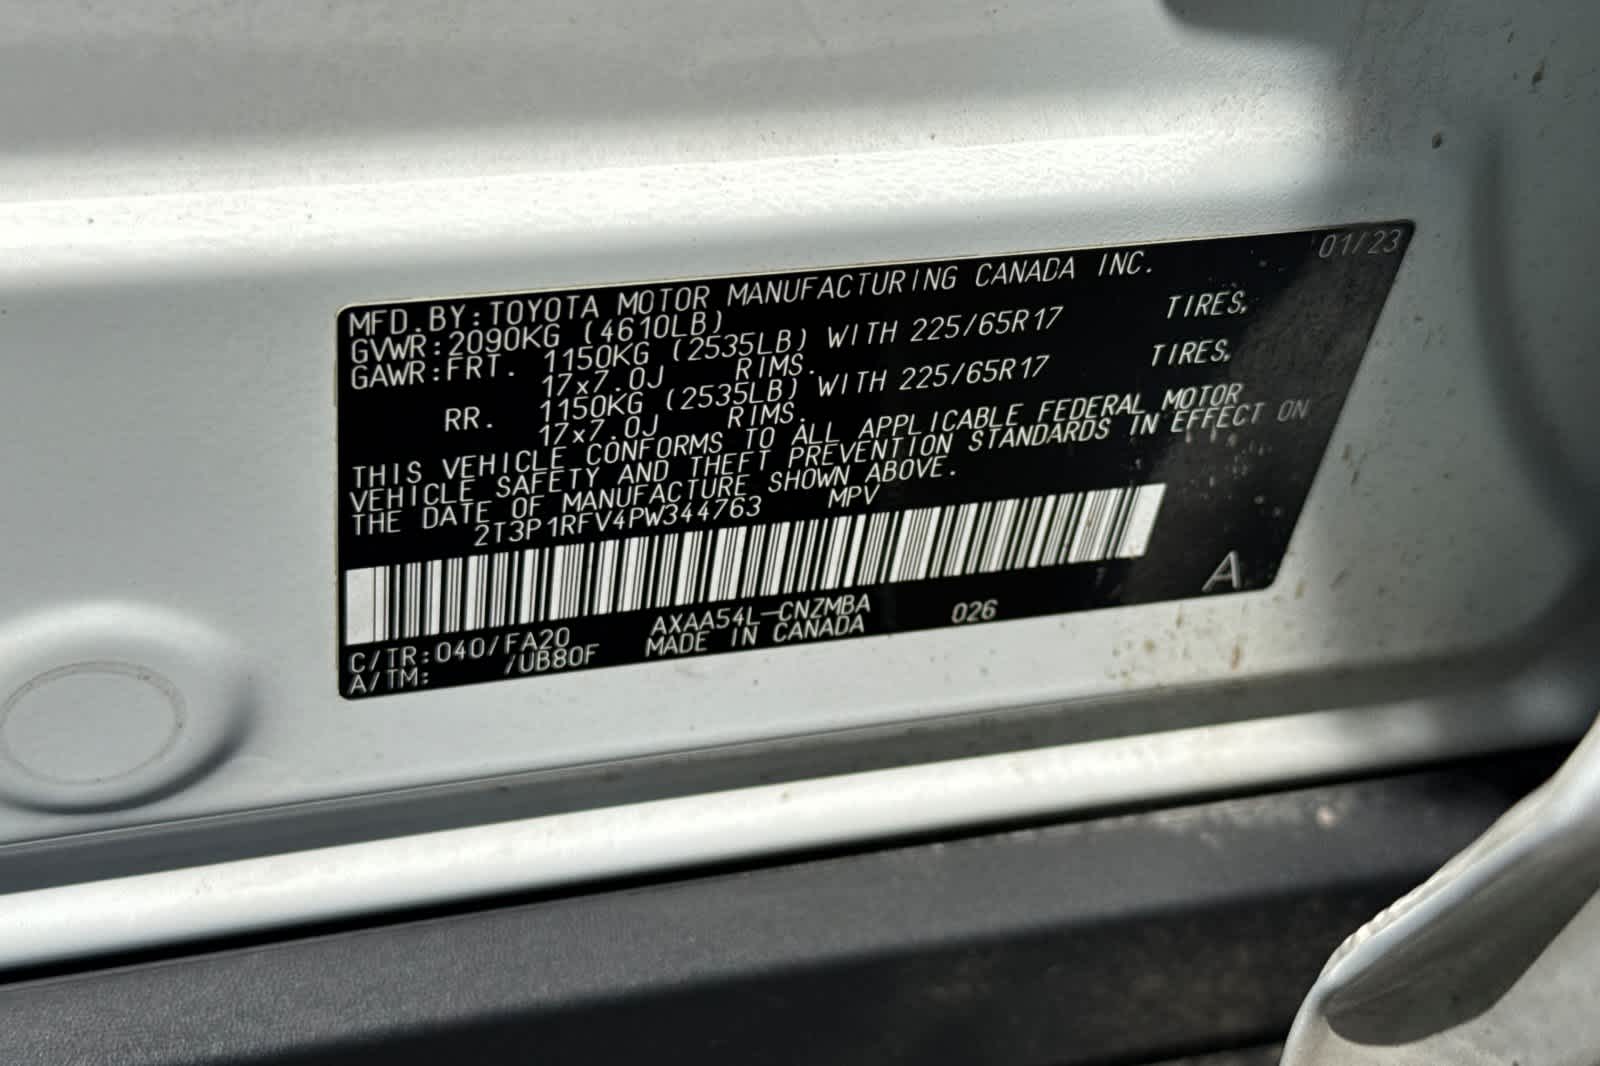 01/23
MFD.BY:TOYOTA MOTOR MANUFACTURING CANADA INC.
GVWR:2090KG (4610LB)
GAWR:FRT. 1150KG (2535LB) WITH 225/65R17 TIRES,
17x7.0J RIMS.
RR. 1150KG (2535LB) WITH 225/65R17 TIRES,
17x7.0J RIMS.
THIS VEHICLE CONFORMS TO ALL APPLICABLE FEDERAL MOTOR
VEHICLE SAFETY AND THEFT PREVENTION STANDARDS IN EFFECT ON
THE DATE OF MANUFACTURE SHOWN ABOVE.
2T3P1RFV4PW344763 MPV
A
C/TR:040/FA20 AXAA54L-CNZMBA 026
A/TM: /UB80F MADE IN CANADA